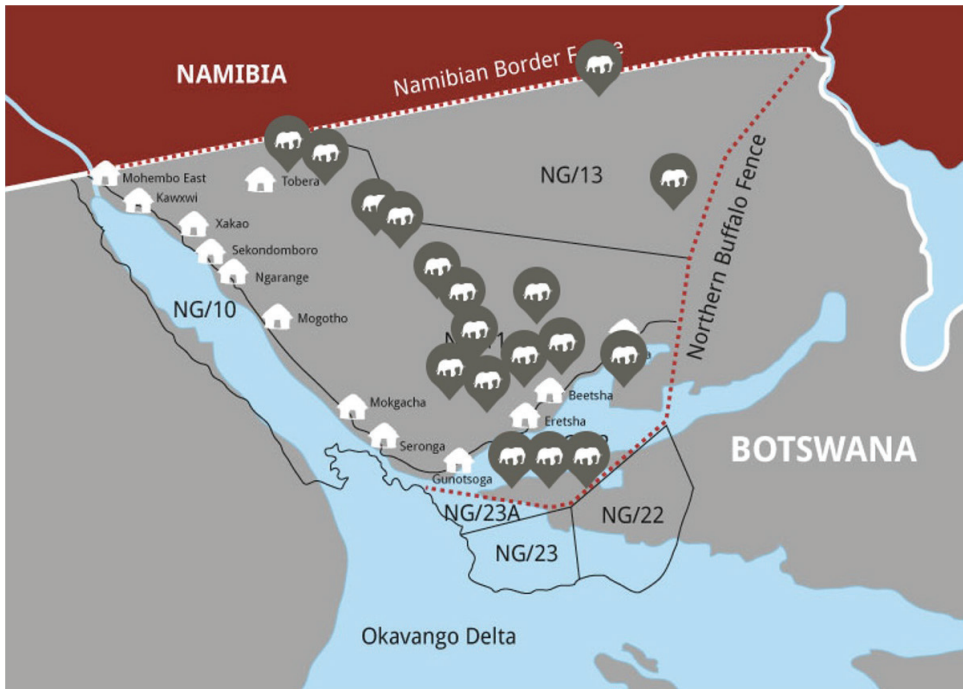 NAMIBIA
Namibian Border
NG/13
Mohembo East
Tobera
Kawxwi
Xakao
Sekondomboro
Ngarange
NG/10
Mogotho
Northern Buffalo Fence
Beetsha
Mokgacha
Eretsha
Seronga
BOTSWANA
Gunotsoga
NG/23A
NG/22
NG/23
Okavango Delta